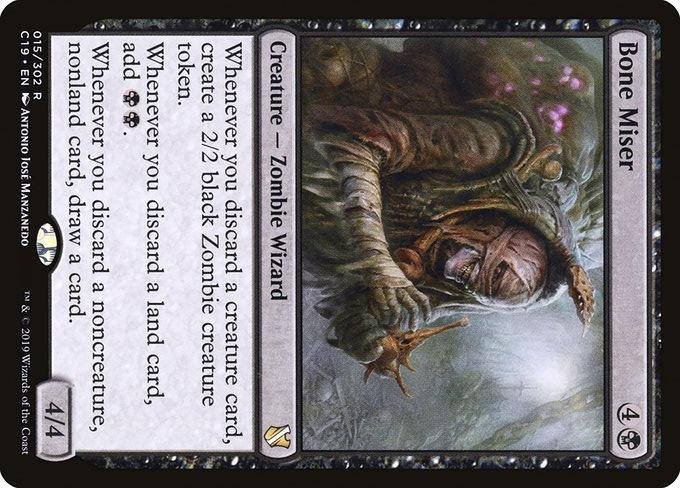 Bone Miser 4
Creature — Zombie Wizard
Whenever you discard a creature card,
create a 2/2 black Zombie creature
token.
Whenever you discard a land card,
add .
Whenever you discard a noncreature,
nonland card, draw a card.
4/4
015/302 R
C19 • EN Antonio José Manzanedo
™ & © 2019 Wizards of the Coast